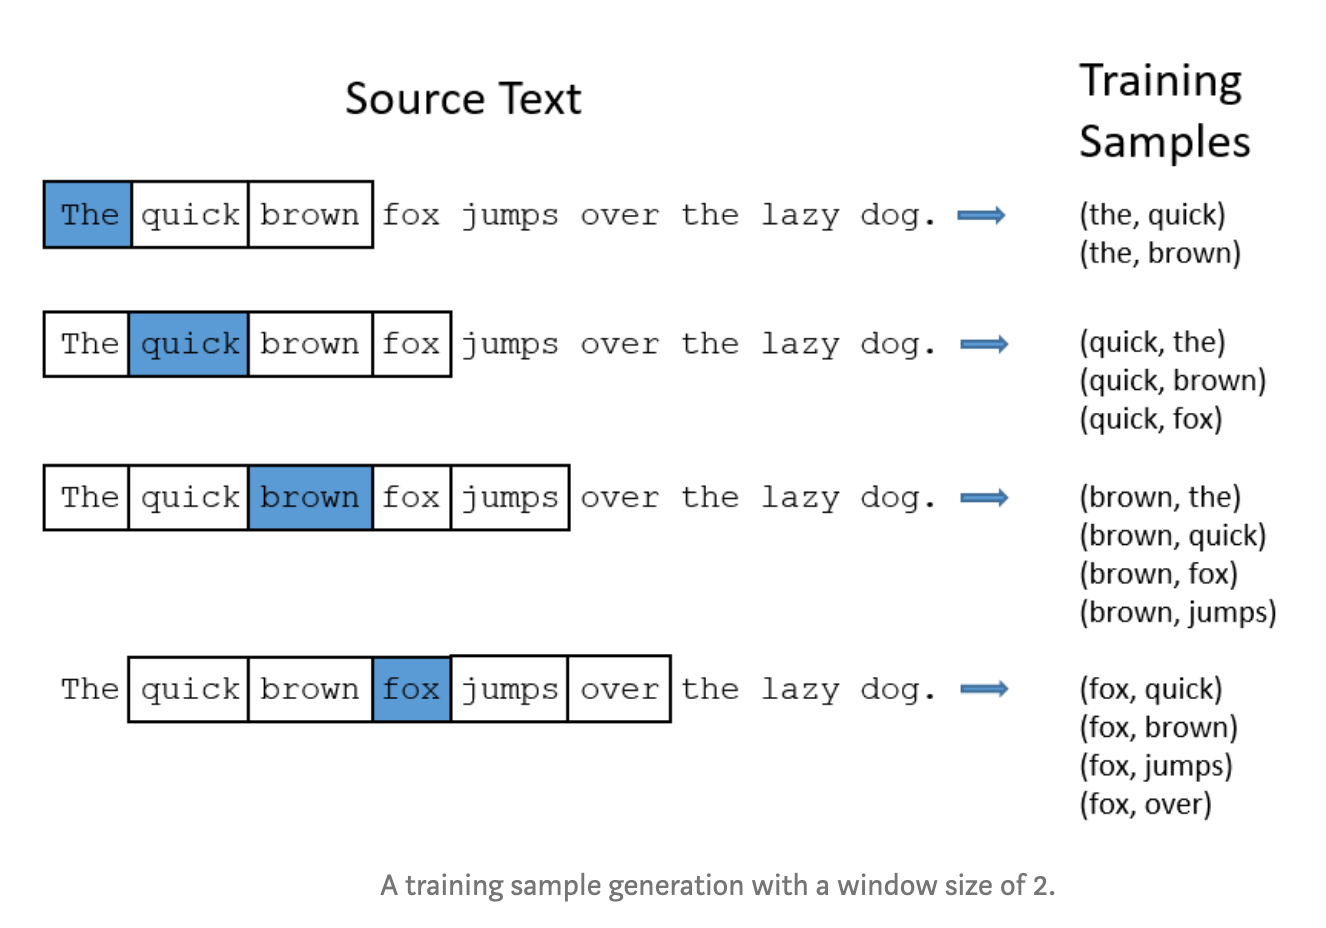 Source Text
Training
Samples
The quick brown fox jumps over the lazy dog.
(the, quick)
(the, brown)
The quick brown fox jumps over the lazy dog.
(quick, the)
(quick, brown)
(quick, fox)
The quick brown fox jumps over the lazy dog.
(brown, the)
(brown, quick)
(brown, fox)
(brown, jumps)
The quick brown fox jumps over the lazy dog.
(fox, quick)
(fox, brown)
(fox, jumps)
(fox, over)
A training sample generation with a window size of 2.